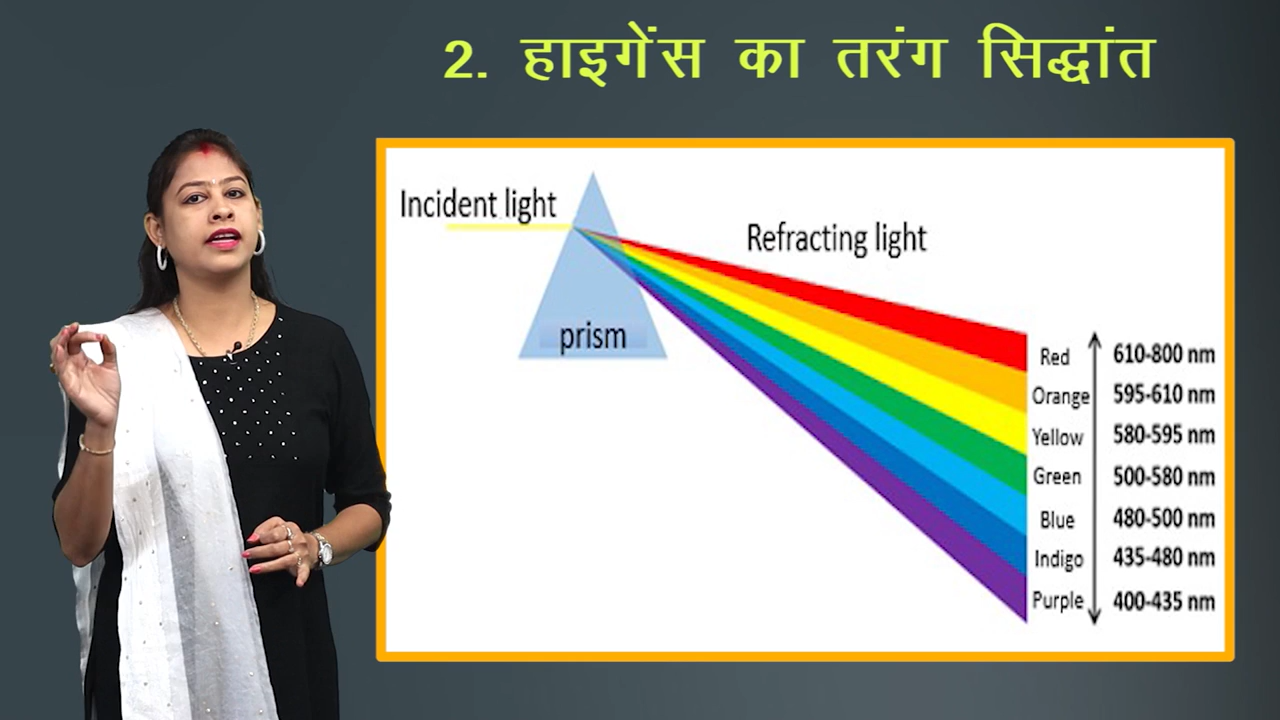 2. हाइगेंस का तरंग सिद्धांत
Incident light
Refracting light
prism
Red 610-800 nm
Orange 595-610 nm
Yellow 580-595 nm
Green 500-580 nm
Blue 480-500 nm
Indigo 435-480 nm
Purple 400-435 nm